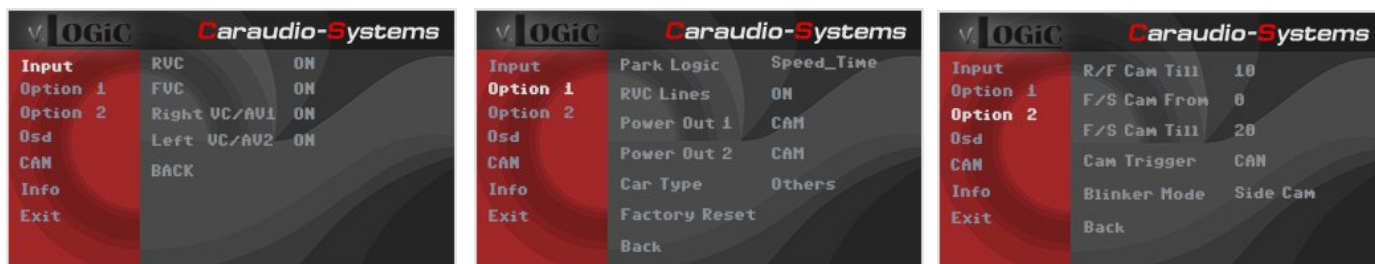 v.LOGiC Caraudio-Systems
Input
Option 1
Option 2
Osd
CAN
Info
Exit
RVC ON
FVC ON
Right VC/AV1 ON
Left VC/AV2 ON
BACK
v.LOGiC Caraudio-Systems
Input
Option 1
Option 2
Osd
CAN
Info
Exit
Park Logic Speed_Time
RVC Lines ON
Power Out 1 CAM
Power Out 2 CAM
Car Type Others
Factory Reset
Back
v.LOGiC Caraudio-Systems
Input
Option 1
Option 2
Osd
CAN
Info
Exit
R/F Cam Till 10
F/S Cam From 0
F/S Cam Till 20
Cam Trigger CAN
Blinker Mode Side Cam
Back